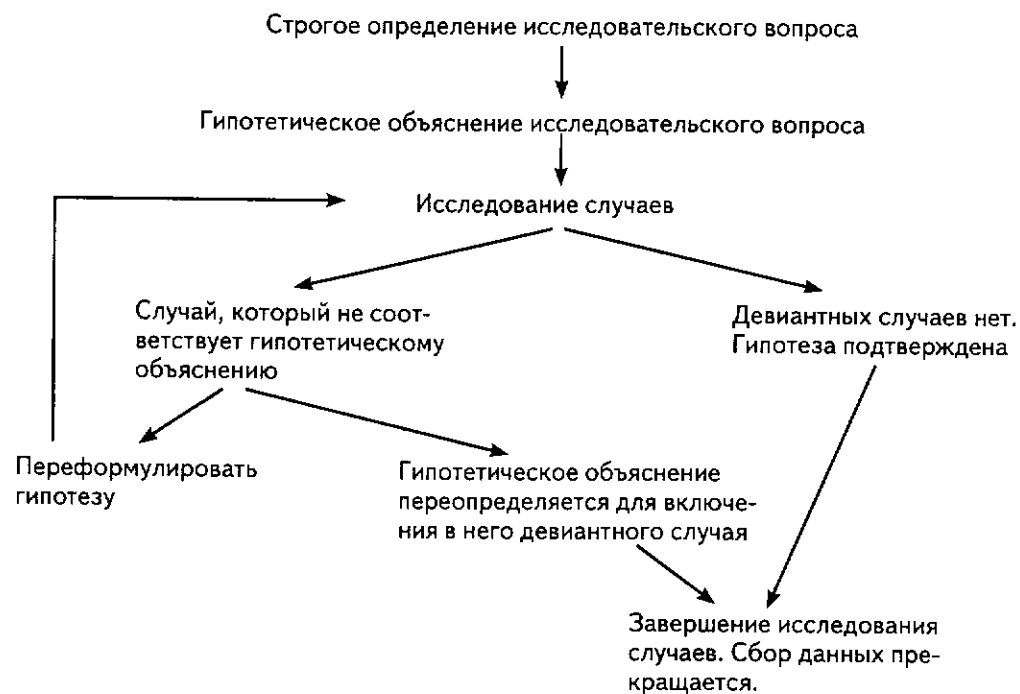 Строгое определение исследовательского вопроса
Гипотетическое объяснение исследовательского вопроса
Исследование случаев
Случай, который не соот-
ветствует гипотетическому
объяснению
Девиантных случаев нет.
Гипотеза подтверждена
Переформулировать
гипотезу
Гипотетическое объяснение
переопределяется для включе-
ния в него девиантного случая
Завершение исследования
случаев. Сбор данных пре-
кращается.